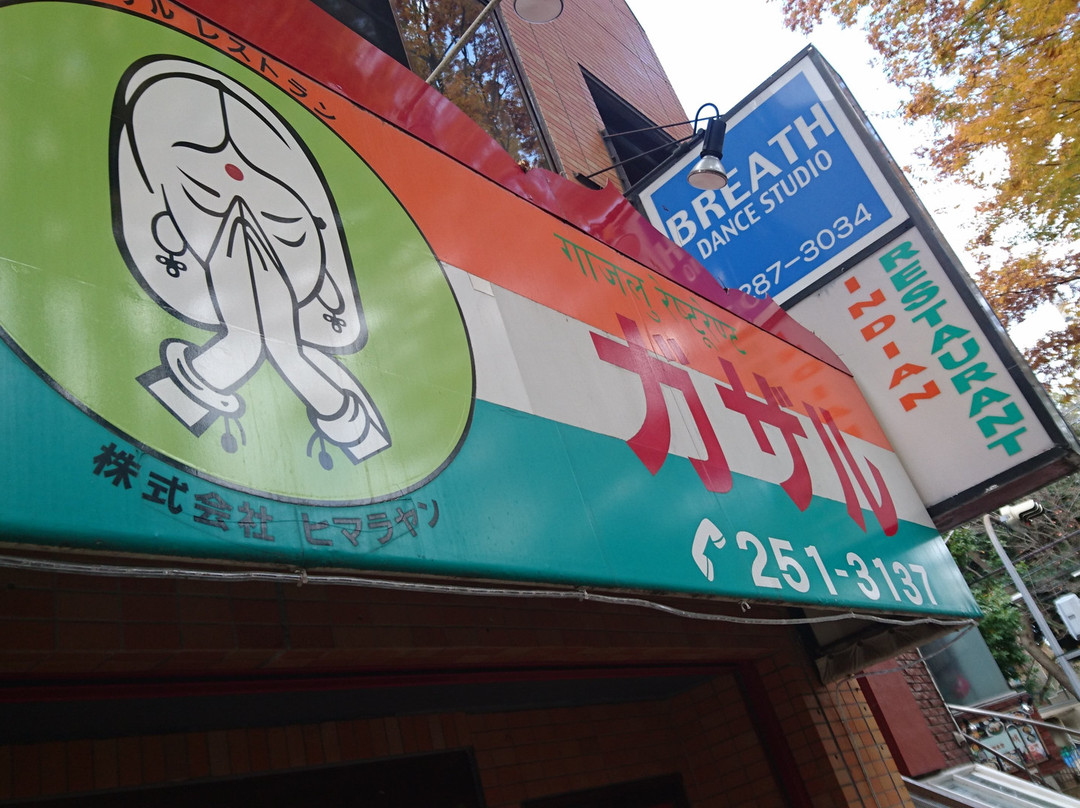 ル レストラン
गाजल रेष्टुराष्ट
ガザル
株式会社 ヒマラヤン
251-3137
BREATH
DANCE STUDIO
287-3034
INDIAN
RESTAURANT